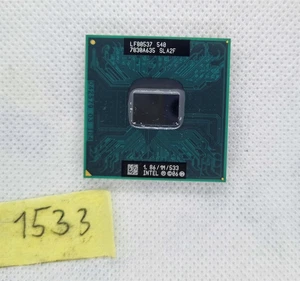 LF80537 540
7030A635 SLA2F
1.86/1M/533
INTEL Ⓜ©06
1533